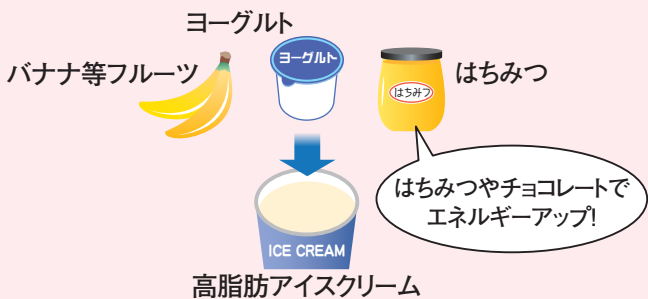 ヨーグルト
バナナ等フルーツ
ヨーグルト
はちみつ
はちみつ
はちみつやチョコレートで
エネルギーアップ!
ICE CREAM
高脂肪アイスクリーム